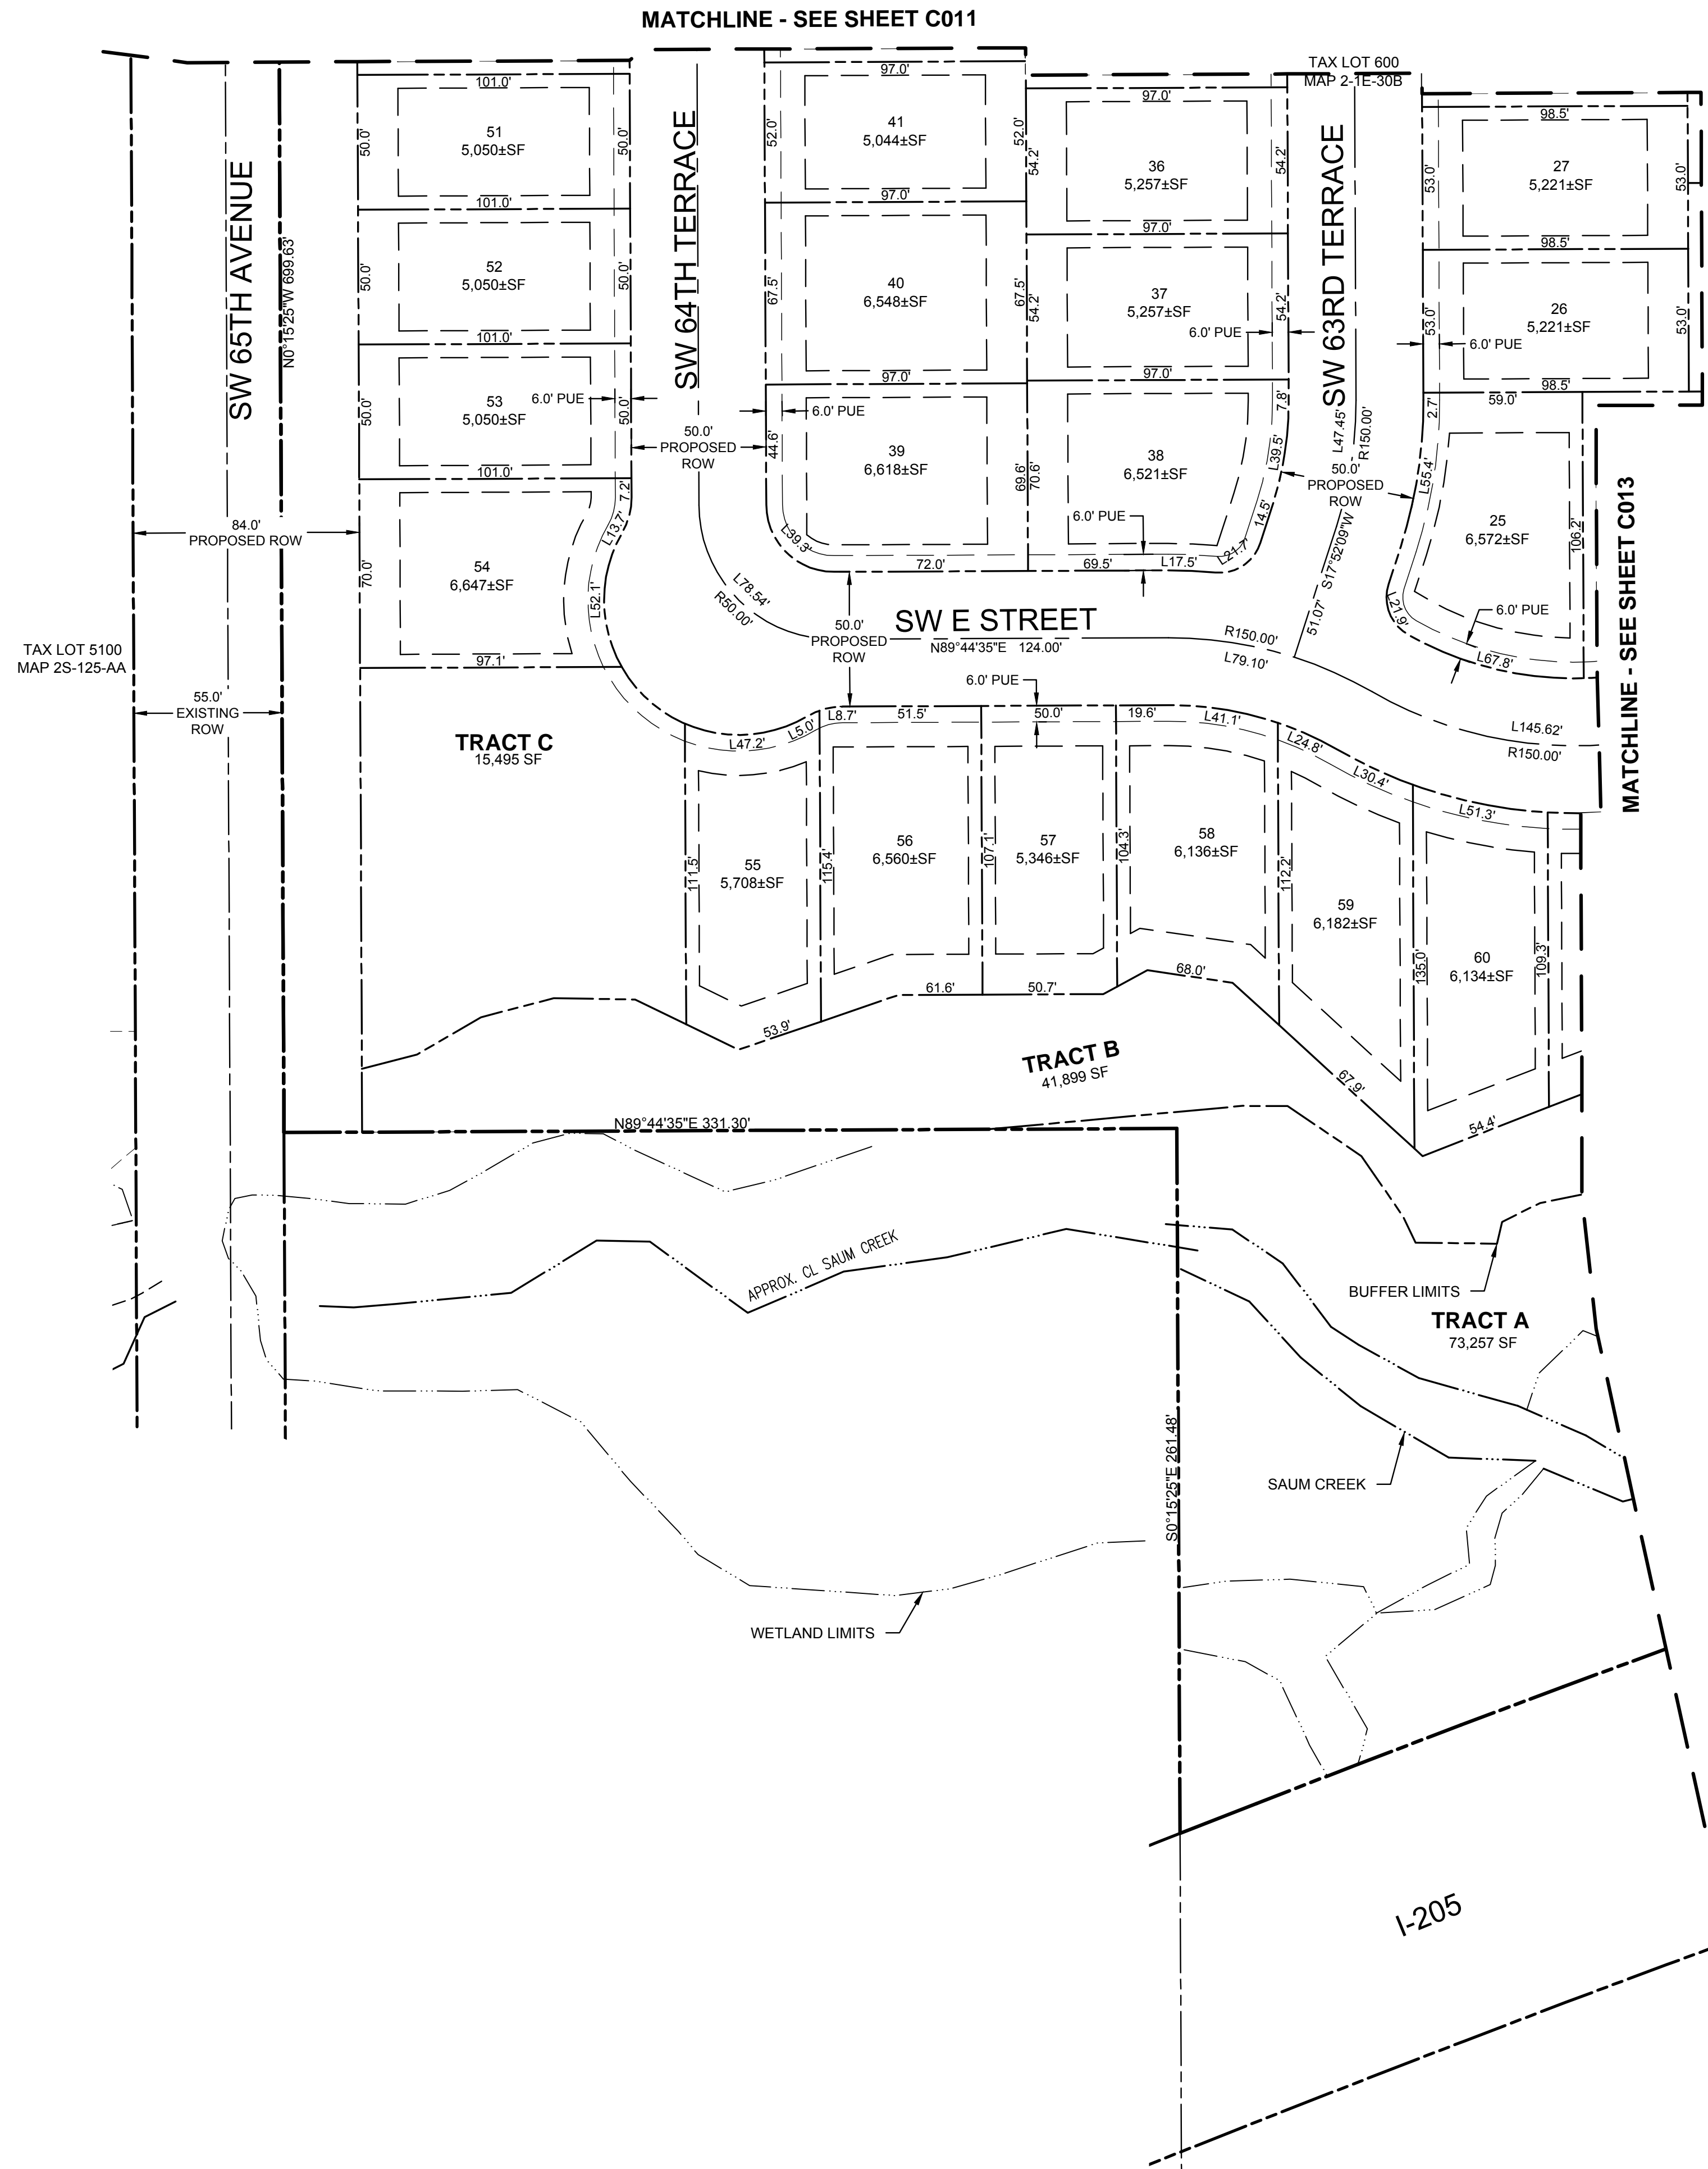 MATCHLINE - SEE SHEET C011
TAX LOT 600
MAP 2-1E-30B
SW 65TH AVENUE
N0°15'25"W 699.63'
SW 64TH TERRACE
SW 63RD TERRACE
101.0'
50.0'
51
5,050±SF
50.0'
101.0'
50.0'
52
5,050±SF
50.0'
101.0'
50.0'
53
5,050±SF
6.0' PUE
50.0'
101.0'
7.2'
L13.7'
70.0'
54
6,647±SF
L52.1'
97.1'
97.0'
52.0'
41
5,044±SF
52.0'
97.0'
67.5'
40
6,548±SF
67.5'
97.0'
6.0' PUE
44.6'
39
6,618±SF
69.6'
L39.3'
72.0'
50.0'
PROPOSED
ROW
97.0'
54.2'
36
5,257±SF
54.2'
97.0'
54.2'
37
5,257±SF
54.2'
6.0' PUE
97.0'
7.8'
L39.5'
70.6'
38
6,521±SF
14.5'
6.0' PUE
L21.7'
69.5'
L17.5'
98.5'
53.0'
27
5,221±SF
53.0'
98.5'
53.0'
26
5,221±SF
53.0'
6.0' PUE
98.5'
59.0'
2.7'
L55.4'
25
6,572±SF
106.2'
L21.9'
6.0' PUE
L67.8'
L47.45'
R150.00'
50.0'
PROPOSED
ROW
S17°52'09"W
51.07'
84.0'
PROPOSED ROW
TAX LOT 5100
MAP 2S-125-AA
55.0'
EXISTING
ROW
L78.54'
R50.00'
50.0'
PROPOSED
ROW
SW E STREET
N89°44'35"E 124.00'
R150.00'
L79.10'
L145.62'
R150.00'
MATCHLINE - SEE SHEET C013
6.0' PUE
TRACT C
15,495 SF
L47.2'
L5.0'
L8.7'
51.5'
50.0'
19.6'
L41.1'
L24.8'
L30.4'
L51.3'
111.5'
55
5,708±SF
115.4'
56
6,560±SF
107.1'
57
5,346±SF
104.3'
58
6,136±SF
112.2'
59
6,182±SF
135.0'
60
6,134±SF
109.3'
53.9'
61.6'
50.7'
68.0'
67.9'
54.4'
TRACT B
41,899 SF
N89°44'35"E 331.30'
APPROX. CL SAUM CREEK
BUFFER LIMITS
TRACT A
73,257 SF
S0°15'25"E 261.48'
SAUM CREEK
WETLAND LIMITS
I-205